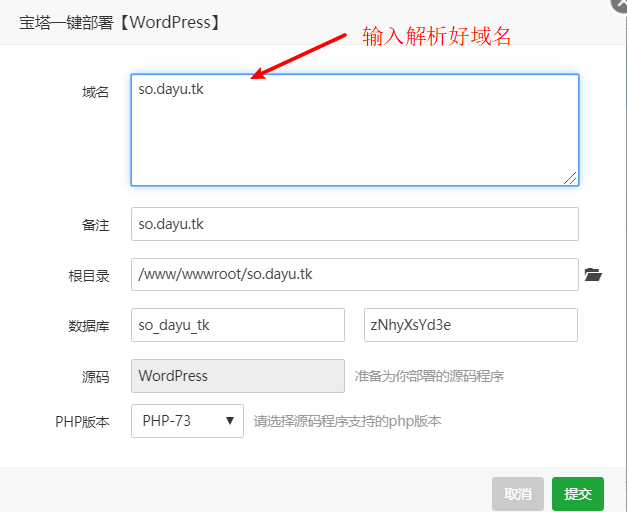 宝塔一键部署【WordPress】
输入解析好域名
域名
so.dayu.tk
备注
so.dayu.tk
根目录
/www/wwwroot/so.dayu.tk
数据库
so_dayu_tk
zNhyXsYd3e
源码
WordPress
准备为你部署的源码程序
PHP版本
PHP-73
请选择源码程序支持的php版本
取消
提交